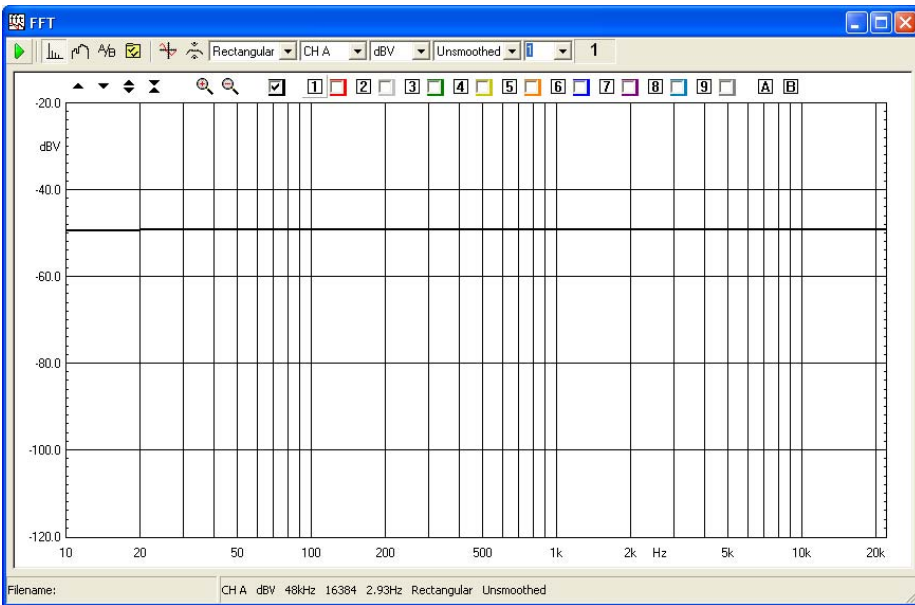 FFT
A/B Rectangular CH A dBV Unsmoothed 1 1
1 2 3 4 5 6 7 8 9 A B
-20.0
dBV
-40.0
-60.0
-80.0
-100.0
-120.0
10 20 50 100 200 500 1k 2k Hz 5k 10k 20k
Filename: CH A dBV 48kHz 16384 2.93Hz Rectangular Unsmoothed